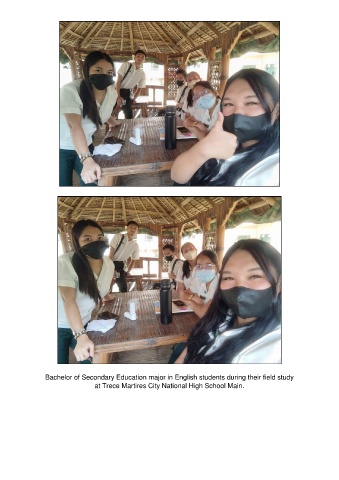 Bachelor of Secondary Education major in English students during their field study
at Trece Martires City National High School Main.